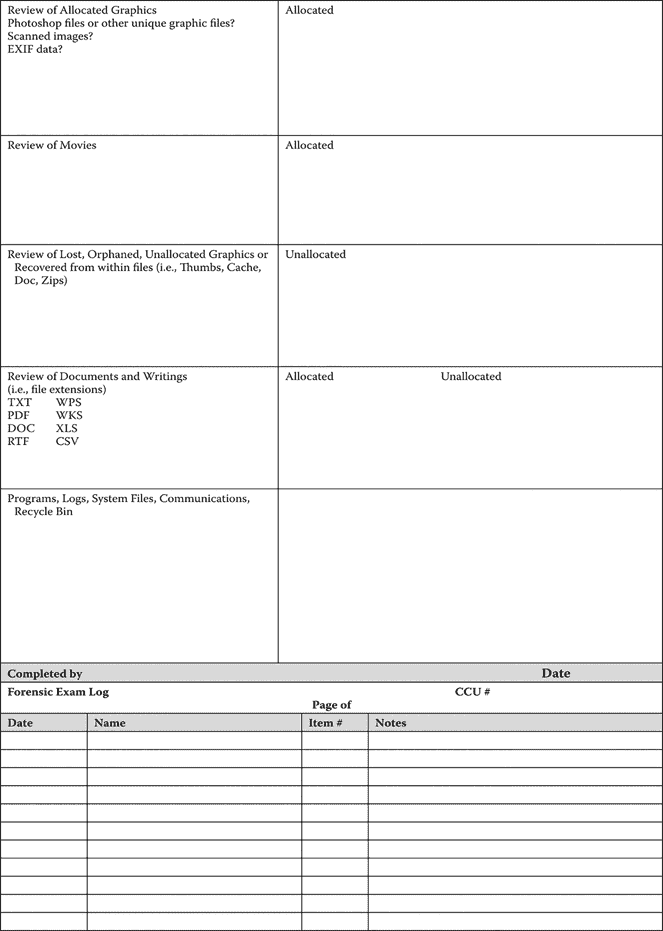 Review of Allocated Graphics
Photoshop files or other unique graphic files?
Scanned images?
EXIF data?
Allocated
Review of Movies
Allocated
Review of Lost, Orphaned, Unallocated Graphics or
Recovered from within files (i.e., Thumbs, Cache,
Doc, Zips)
Unallocated
Review of Documents and Writings
(i.e., file extensions)
TXT WPS
PDF WKS
DOC XLS
RTF CSV
Allocated Unallocated
Programs, Logs, System Files, Communications,
Recycle Bin
Completed by Date
Forensic Exam Log CCU #
Page of
Date Name Item # Notes